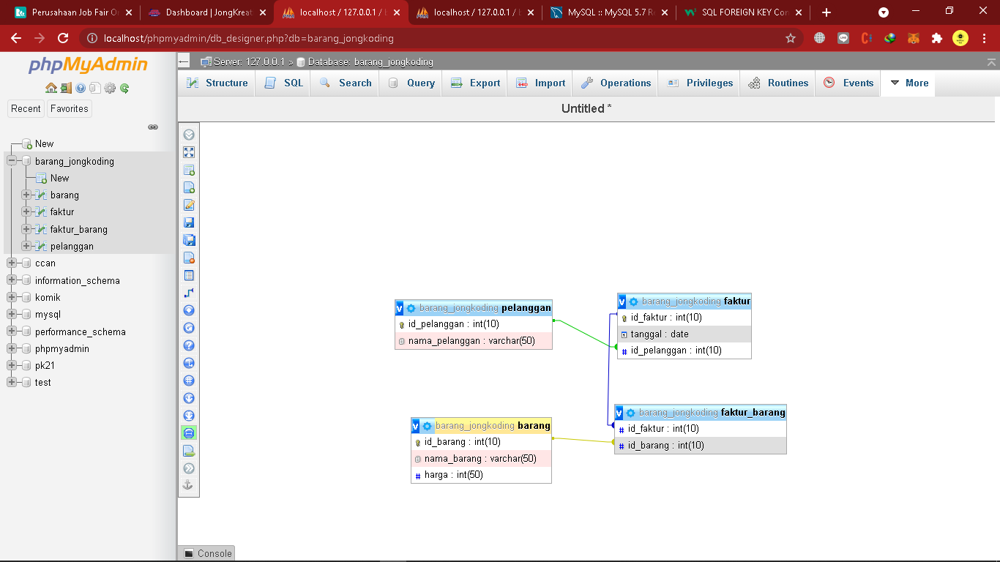 Perusahaan Job Fair On
Dashboard | JongKreat
localhost / 127.0.0.1 / b
localhost / 127.0.0.1 / b
MySQL :: MySQL 5.7 Re
SQL FOREIGN KEY Con
localhost/phpmyadmin/db_designer.php?db=barang_jongkoding
phpMyAdmin
Recent
Favorites
New
barang_jongkoding
New
barang
faktur
faktur_barang
pelanggan
ccan
information_schema
komik
mysql
performance_schema
phpmyadmin
pk21
test
Server: 127.0.0.1 » Database: barang_jongkoding
Structure
SQL
Search
Query
Export
Import
Operations
Privileges
Routines
Events
More
Untitled *
v barang_jongkoding pelanggan
id_pelanggan : int(10)
nama_pelanggan : varchar(50)
v barang_jongkoding faktur
id_faktur : int(10)
tanggal : date
# id_pelanggan : int(10)
v barang_jongkoding barang
id_barang : int(10)
nama_barang : varchar(50)
# harga : int(50)
v barang_jongkoding faktur_barang
# id_faktur : int(10)
# id_barang : int(10)
Console